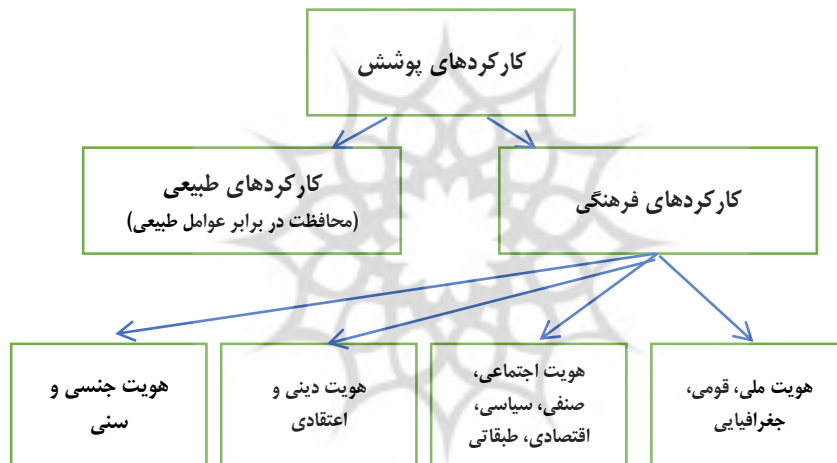 کارکردهای پوشش
کارکردهای فرهنگی
کارکردهای طبیعی
(محافظت در برابر عوامل طبیعی)
هویت ملی، قومی،
جغرافیایی
هویت اجتماعی،
صنفی، سیاسی،
اقتصادی، طبقاتی
هویت دینی و
اعتقادی
هویت جنسی و
سنی